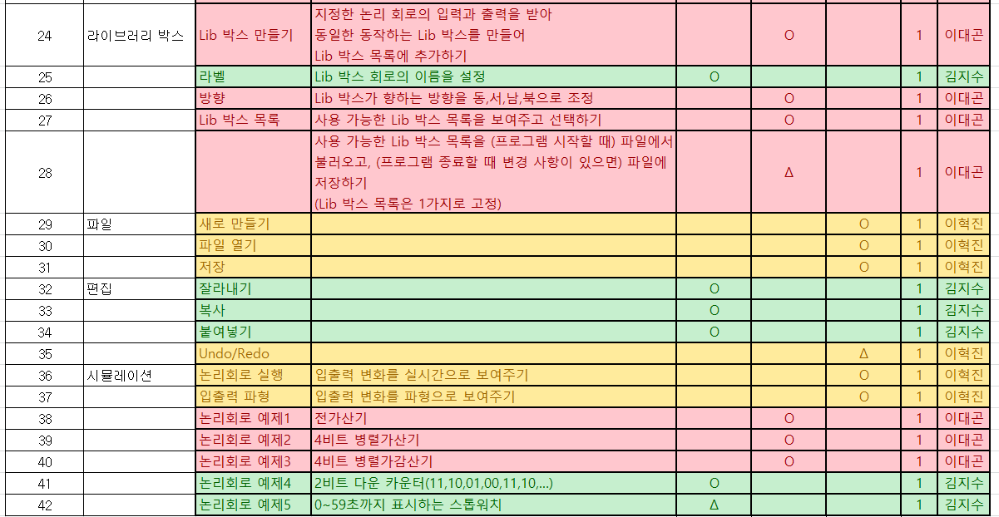 지정한 논리 회로의 입력과 출력을 받아
24 라이브러리 박스 Lib 박스 만들기 동일한 동작하는 Lib 박스를 만들어 O 1 이대곤
Lib 박스 목록에 추가하기
25 라벨 Lib 박스 회로의 이름을 설정 O 1 김지수
26 방향 Lib 박스가 향하는 방향을 동,서,남,북으로 조정 O 1 이대곤
27 Lib 박스 목록 사용 가능한 Lib 박스 목록을 보여주고 선택하기 O 1 이대곤
사용 가능한 Lib 박스 목록을 (프로그램 시작할 때) 파일에서
불러오고, (프로그램 종료할 때 변경 사항이 있으면) 파일에
28 저장하기 Δ 1 이대곤
(Lib 박스 목록은 1가지로 고정)
29 파일 새로 만들기 O 1 이혁진
30 파일 열기 O 1 이혁진
31 저장 O 1 이혁진
32 편집 잘라내기 O 1 김지수
33 복사 O 1 김지수
34 붙여넣기 O 1 김지수
35 Undo/Redo Δ 1 이혁진
36 시뮬레이션 논리회로 실행 입출력 변화를 실시간으로 보여주기 O 1 이혁진
37 입출력 파형 입출력 변화를 파형으로 보여주기 O 1 이혁진
38 논리회로 예제1 전가산기 O 1 이대곤
39 논리회로 예제2 4비트 병렬가산기 O 1 이대곤
40 논리회로 예제3 4비트 병렬가감산기 O 1 이대곤
41 논리회로 예제4 2비트 다운 카운터(11,10,01,00,11,10,...) O 1 김지수
42 논리회로 예제5 0~59초까지 표시하는 스톱워치 Δ 1 김지수